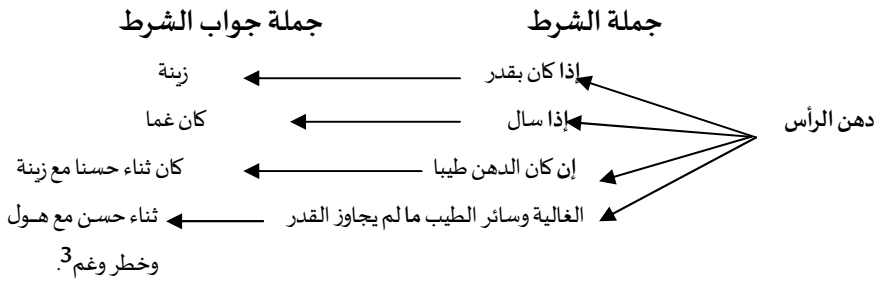 جملة الشرط جملة جواب الشرط
إذا كان بقدر زينة
دهن الرأس إذا سال كان غما
إن كان الدهن طيبا كان ثناء حسنا مع زينة
الغالية وسائر الطيب ما لم يجاوز القدر ثناء حسن مع هول
وخطر وغم3.